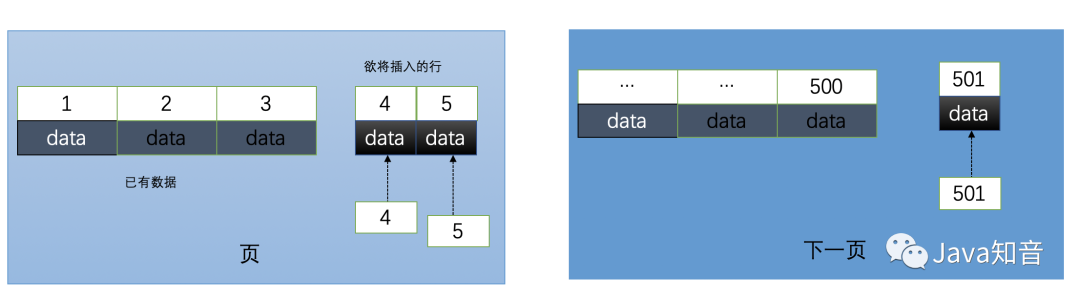 欲将插入的行
1 2 3
data data data
已有数据
4 5
data data
4
5
页
... ... 500
data data data
501
data
501
下一页
Java知音